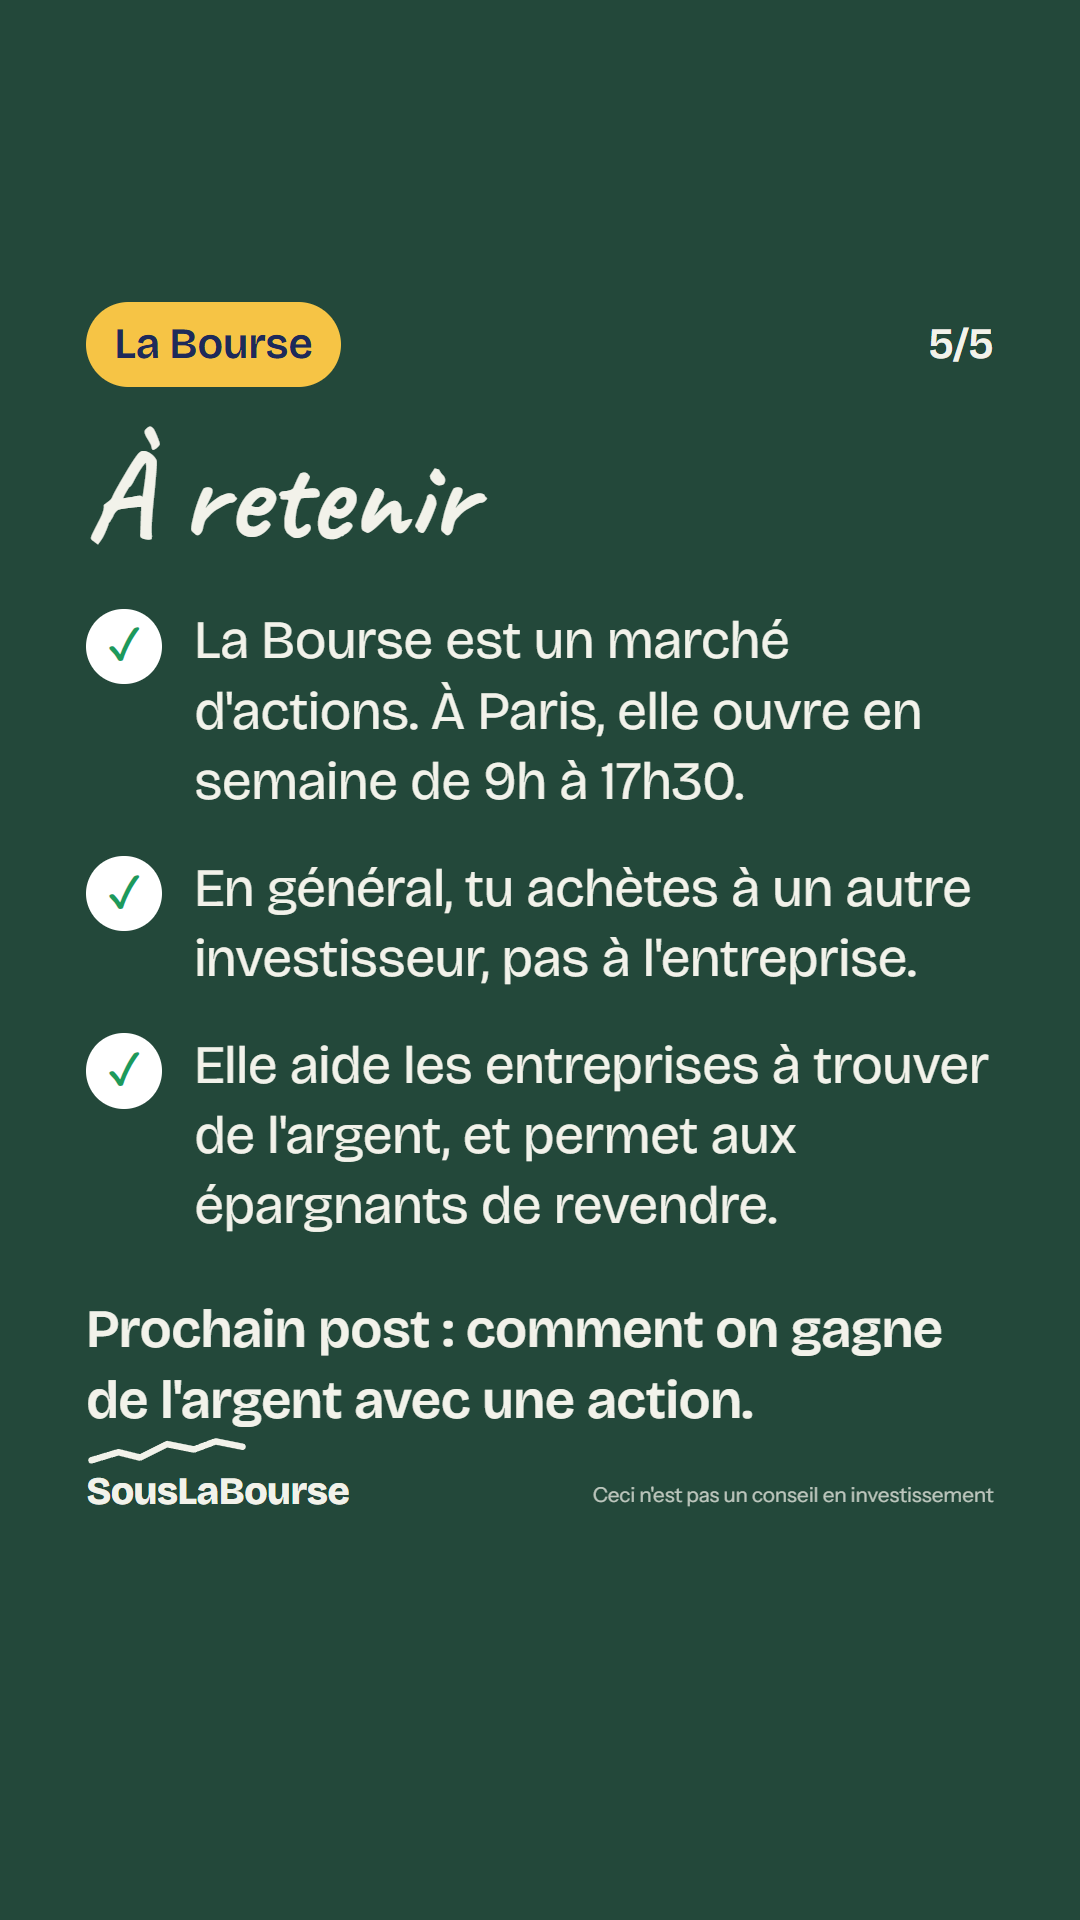 La Bourse
5/5
À retenir
✓ La Bourse est un marché
d'actions. À Paris, elle ouvre en
semaine de 9h à 17h30.
✓ En général, tu achètes à un autre
investisseur, pas à l'entreprise.
✓ Elle aide les entreprises à trouver
de l'argent, et permet aux
épargnants de revendre.
Prochain post : comment on gagne
de l'argent avec une action.
SousLaBourse
Ceci n'est pas un conseil en investissement